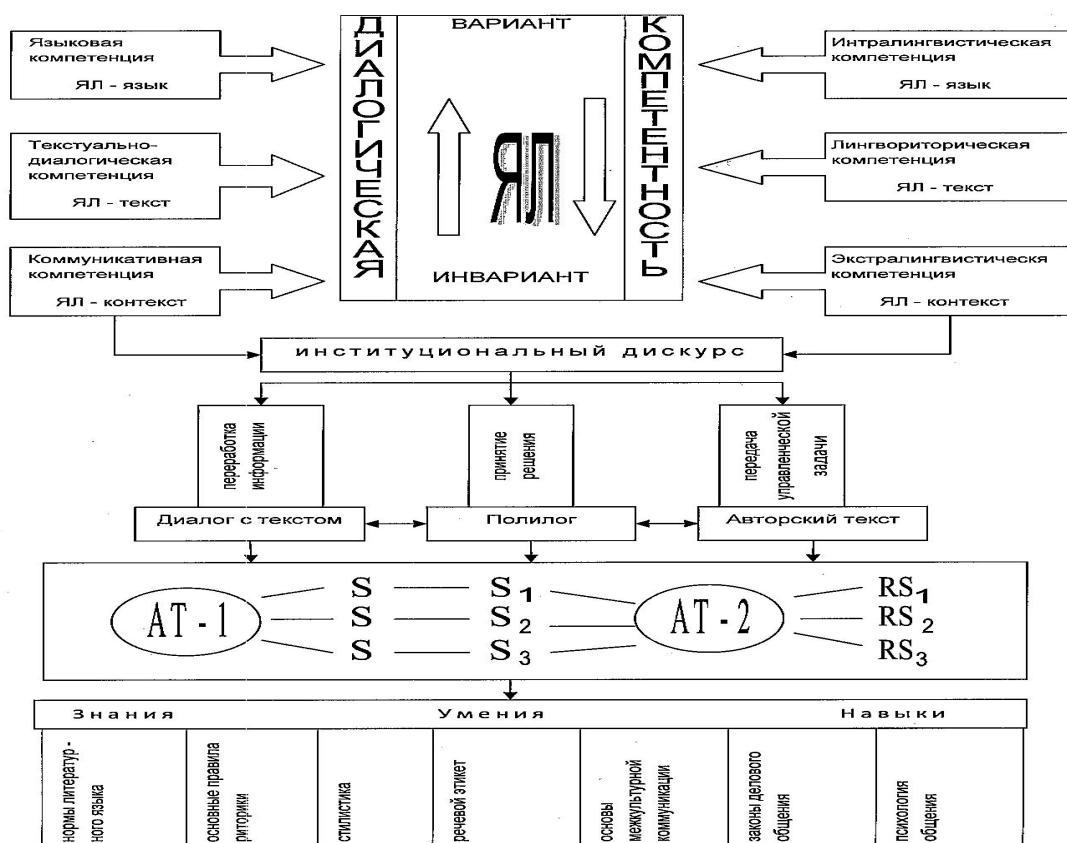 Языковая
компетенция
ЯЛ - язык
Текстуально-
диалогическая
компетенция
ЯЛ - текст
Коммуникативная
компетенция
ЯЛ - контекст
ДИАЛОГИЧЕСКАЯ
ВАРИАНТ
ЯЛ
ИНВАРИАНТ
КОМПЕТЕНТНОСТЬ
Интралингвистическая
компетенция
ЯЛ - язык
Лингвориторическая
компетенция
ЯЛ - текст
Экстралингвистическя
компетенция
ЯЛ - контекст
институциональный дискурс
переработка
информации
принятие
решения
передача
управленческой
задачи
Диалог с текстом
Полилог
Авторский текст
АТ - 1
S S1
S S2
S S3
АТ - 2
RS1
RS2
RS3
Знания Умения Навыки
нормы литератур -
ного языка
основные правила
риторики
стилистика
речевой этикет
основы
межкультурной
коммуникации
законы делового
общения
психология
общения